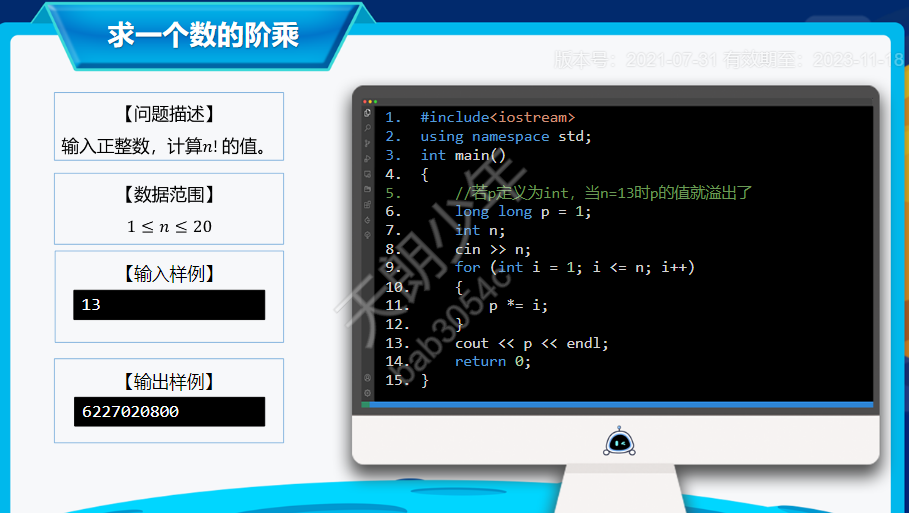 求一个数的阶乘
版本号：2021-07-31 有效期至：2023-11-18
【问题描述】
输入正整数，计算n!的值。
【数据范围】
1 ≤ n ≤ 20
【输入样例】
13
【输出样例】
6227020800
1. #include<iostream>
2. using namespace std;
3. int main()
4. {
5. //若p定义为int，当n=13时p的值就溢出了
6. long long p = 1;
7. int n;
8. cin >> n;
9. for (int i = 1; i <= n; i++)
10. {
11. p *= i;
12. }
13. cout << p << endl;
14. return 0;
15. }
天朗少年
bab3054c